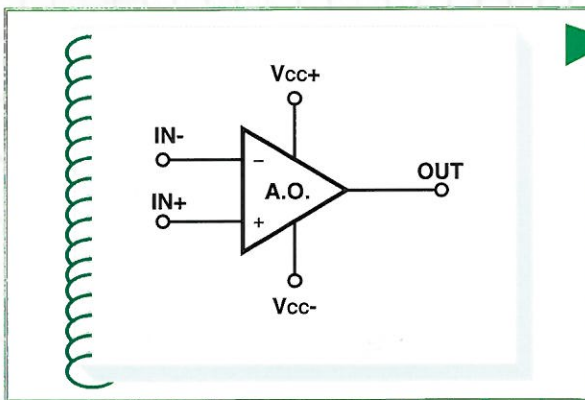 Vcc+
IN-
OUT
−
A.O.
IN+
+
Vcc-